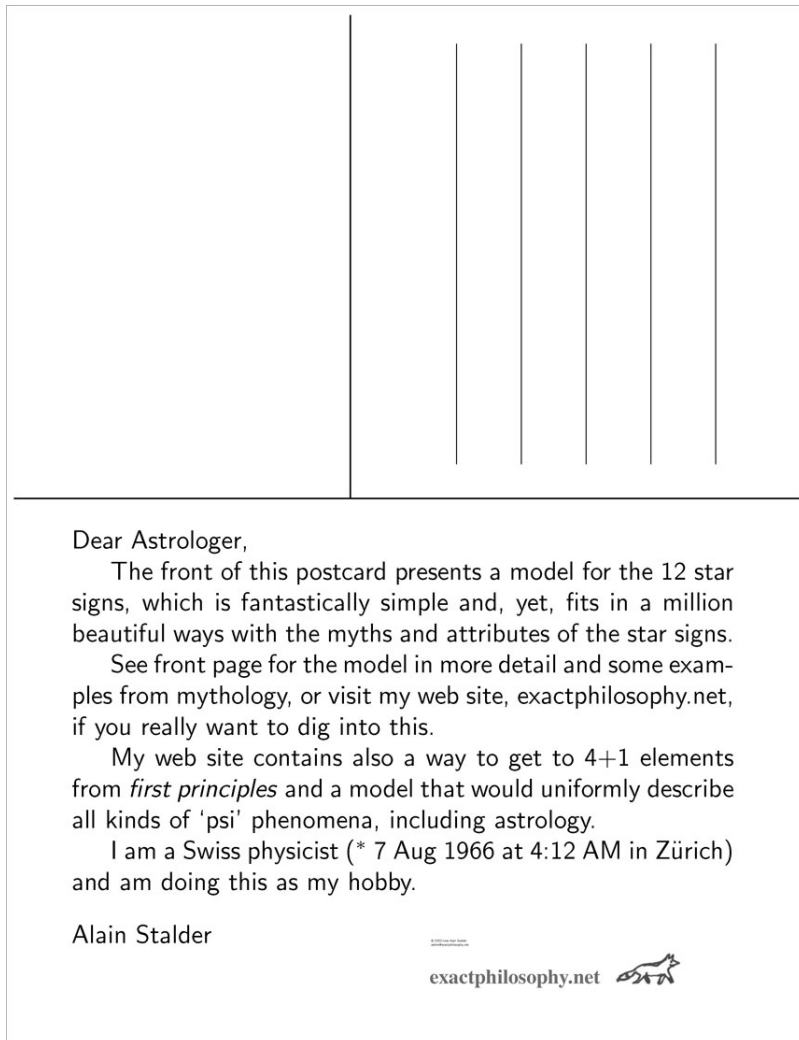 Dear Astrologer,
The front of this postcard presents a model for the 12 star
signs, which is fantastically simple and, yet, fits in a million
beautiful ways with the myths and attributes of the star signs.
See front page for the model in more detail and some exam-
ples from mythology, or visit my web site, exactphilosophy.net,
if you really want to dig into this.
My web site contains also a way to get to 4+1 elements
from first principles and a model that would uniformly describe
all kinds of ‘psi’ phenomena, including astrology.
I am a Swiss physicist (* 7 Aug 1966 at 4:12 AM in Zürich)
and am doing this as my hobby.
Alain Stalder
exactphilosophy.net